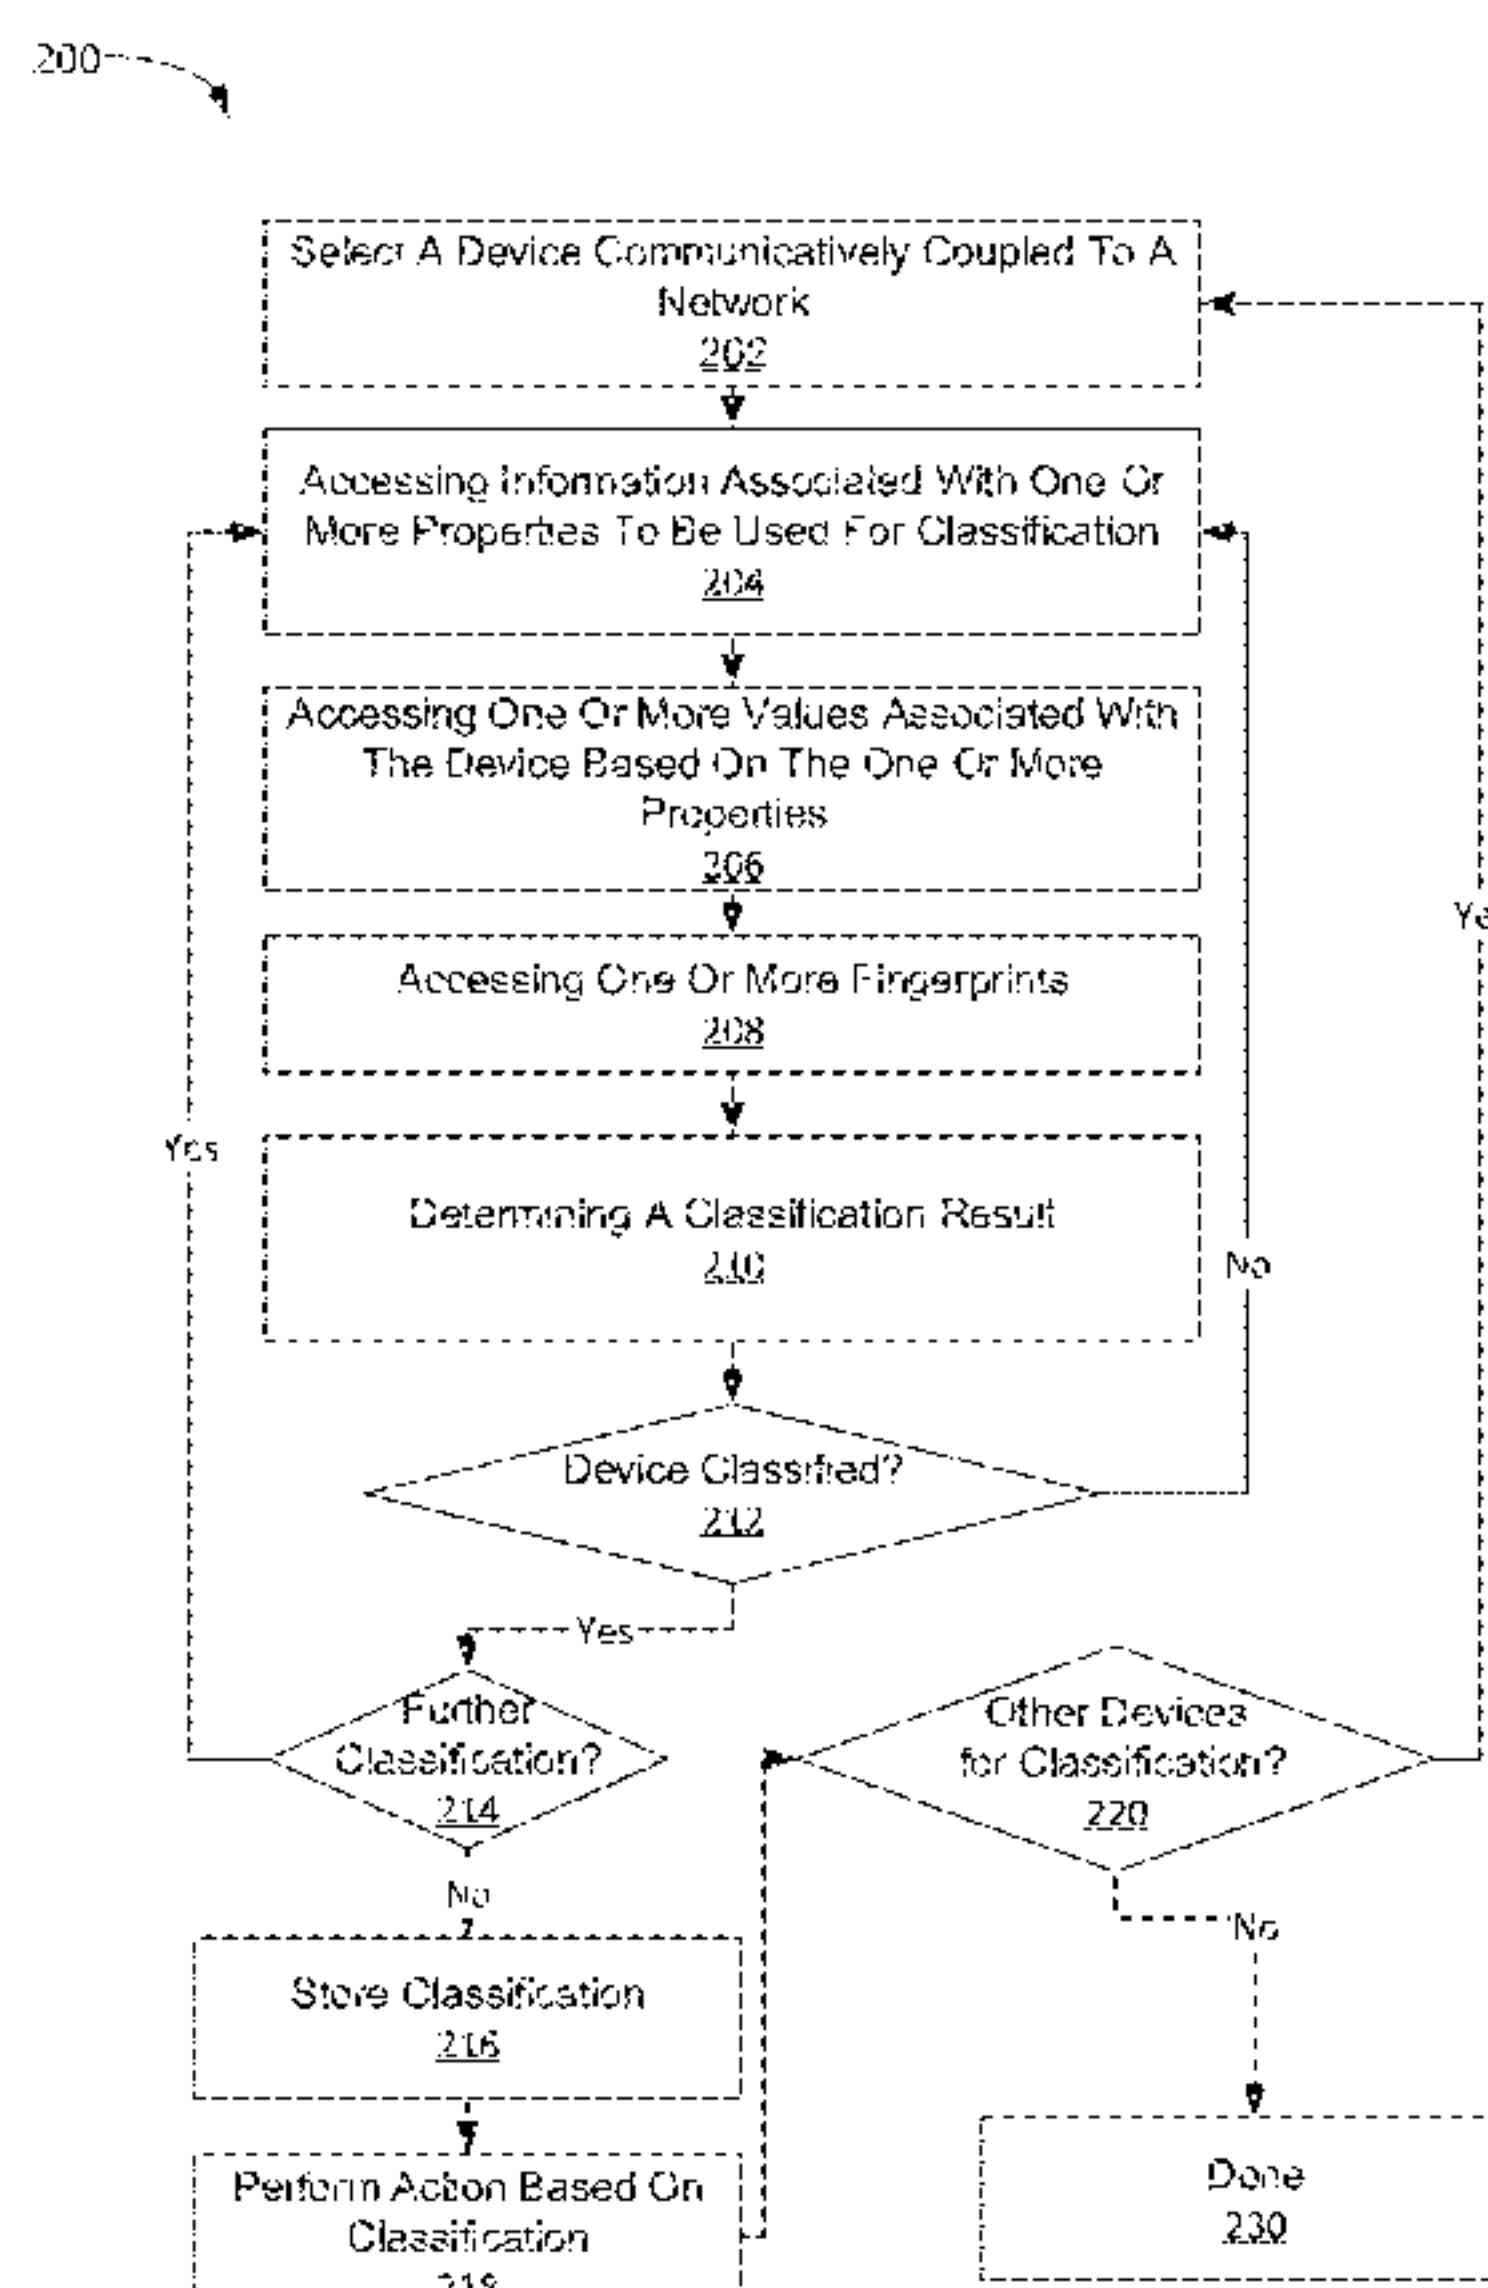 200
Select A Device Communicatively Coupled To A
Network
202
Accessing Information Associated With One Or
More Properties To Be Used For Classification
204
Accessing One Or More Values Associated With
The Device Based On The One Or More
Properties
206
Accessing One Or More Fingerprints
208
Determining A Classification Result
210
Device Classified?
212
No
Yes
Yes
Further
Classification?
214
No
Store Classification
216
Perform Action Based On
Classification
218
Other Devices
for Classification?
220
No
Done
230